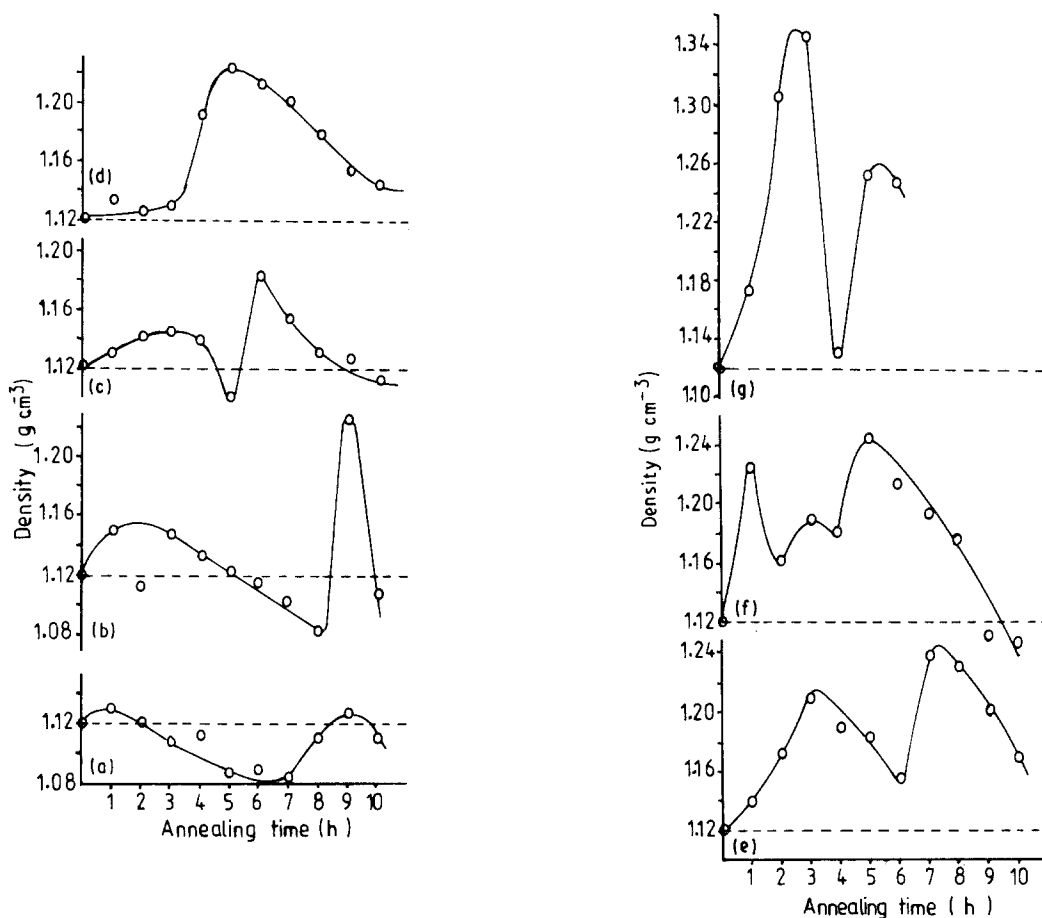 1.20
1.16
1.12
(d)
1.20
1.16
1.12
(c)
1.20
1.16
1.12
1.08
(b)
1.12
1.08
(a)
1 2 3 4 5 6 7 8 9 10
Annealing time (h)
Density (g cm³)
1.34
1.30
1.26
1.22
1.18
1.14
1.10
(g)
1.24
1.20
1.16
1.12
(f)
1.24
1.20
1.16
1.12
(e)
1 2 3 4 5 6 7 8 9 10
Annealing time (h)
Density (g cm⁻³)